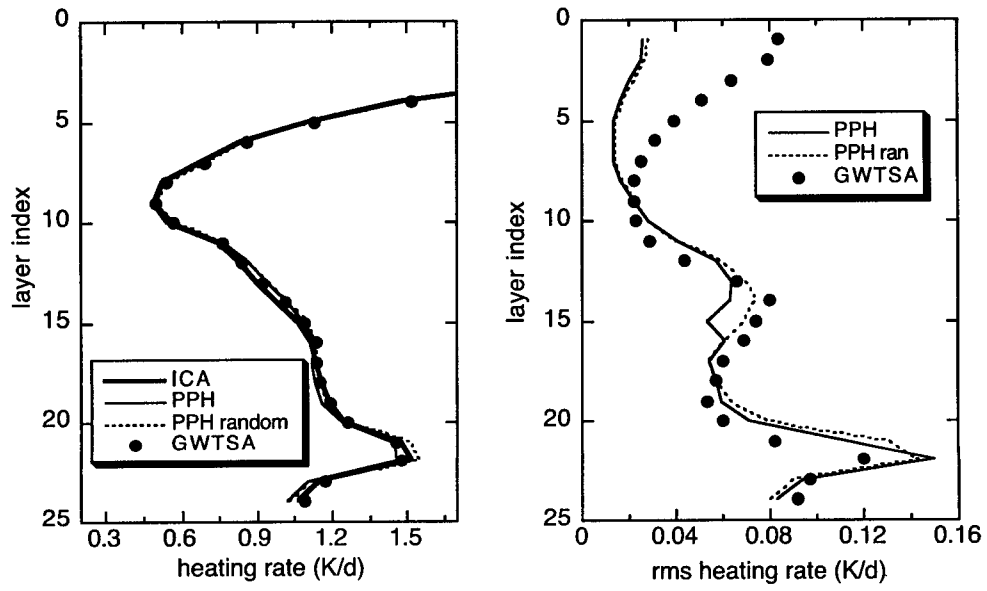 0
5
10
15
20
25
layer index
ICA
PPH
PPH random
GWTSA
0.3 0.6 0.9 1.2 1.5
heating rate (K/d)
0
5
10
15
20
25
layer index
PPH
PPH ran
GWTSA
0 0.04 0.08 0.12 0.16
rms heating rate (K/d)